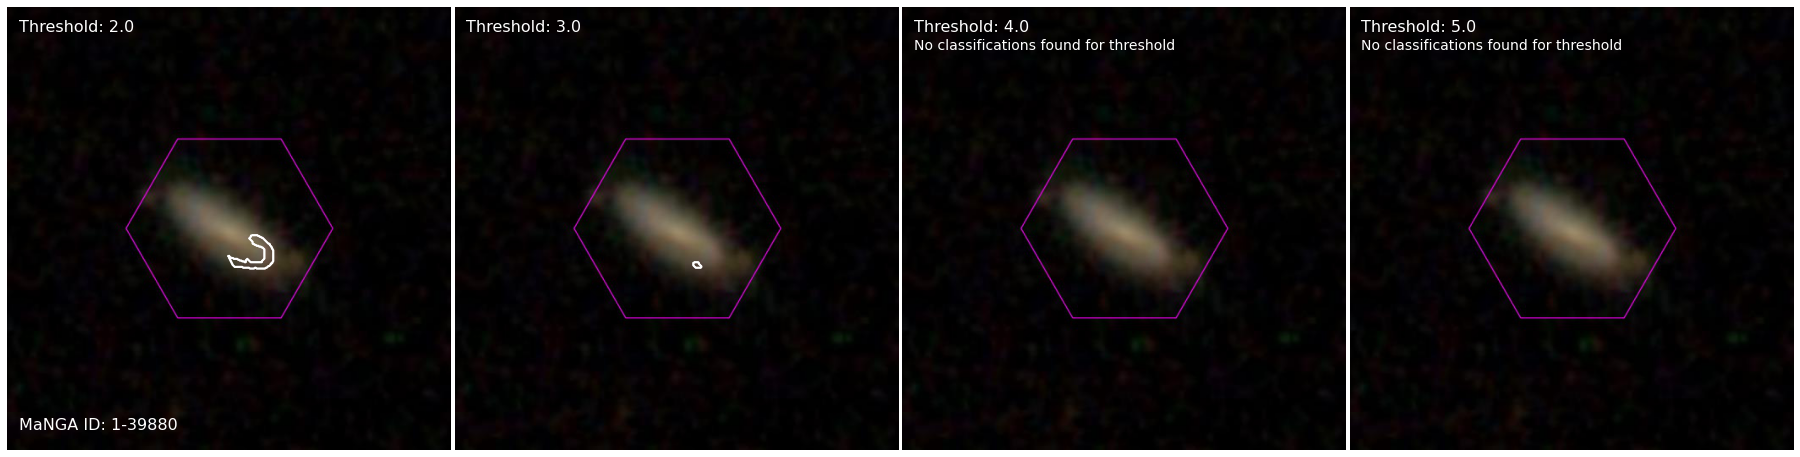 Threshold: 2.0
MaNGA ID: 1-39880
Threshold: 3.0
Threshold: 4.0
No classifications found for threshold
Threshold: 5.0
No classifications found for threshold